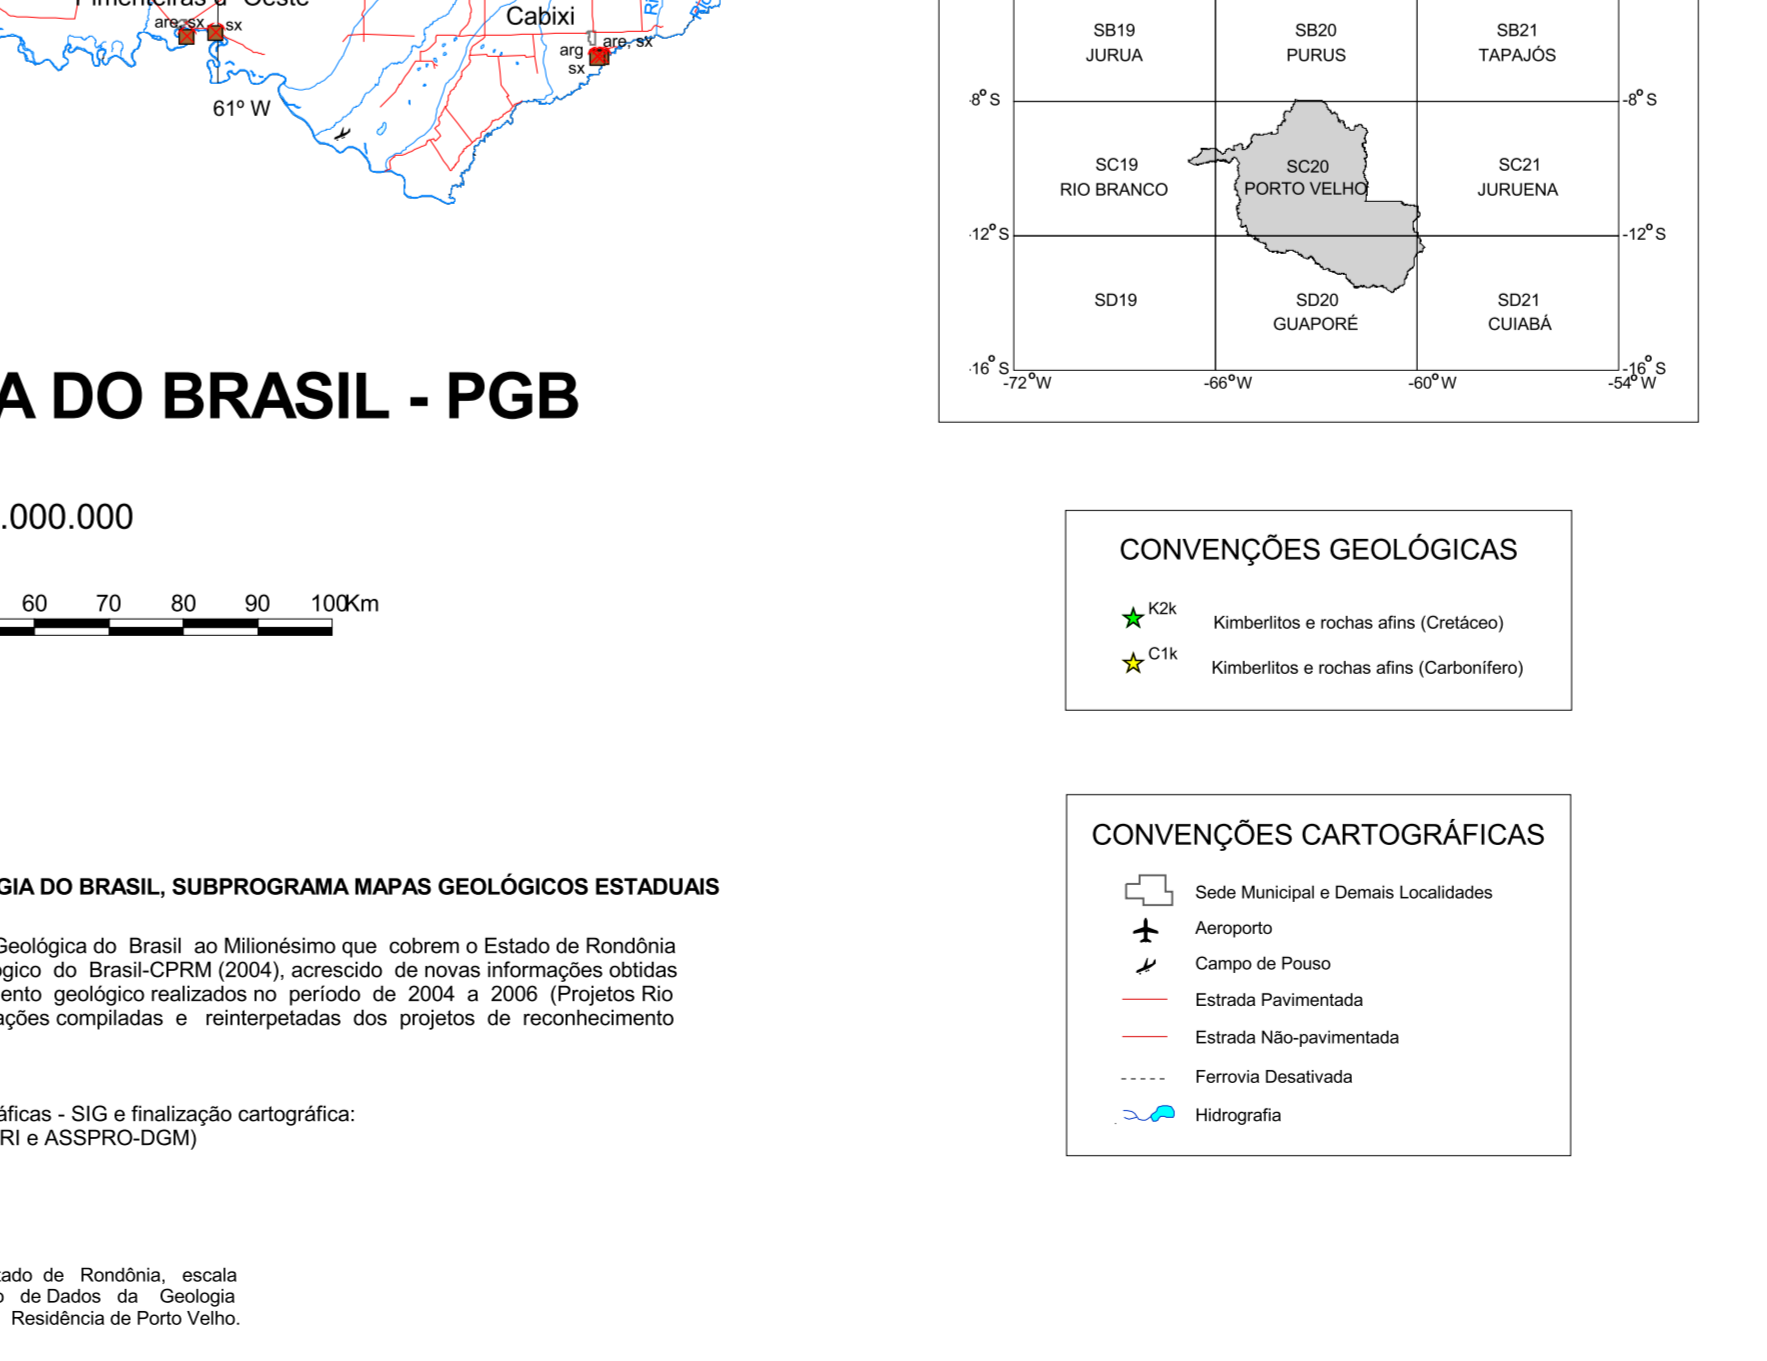 Pimenteiras d' Oeste
are, sx
sx
61º W
Cabixi
arg
are, sx
sx
SB19
JURUA
SB20
PURUS
SB21
TAPAJÓS
-8° S
-8° S
SC19
RIO BRANCO
SC20
PORTO VELHO
SC21
JURUENA
-12° S
-12° S
SD19
SD20
GUAPORÉ
SD21
CUIABÁ
-16° S
-16° S
-72°W
-66°W
-60°W
-54°W
A DO BRASIL - PGB
.000.000
60 70 80 90 100Km
CONVENÇÕES GEOLÓGICAS
K2k Kimberlitos e rochas afins (Cretáceo)
C1k Kimberlitos e rochas afins (Carbonífero)
CONVENÇÕES CARTOGRÁFICAS
Sede Municipal e Demais Localidades
Aeroporto
Campo de Pouso
Estrada Pavimentada
Estrada Não-pavimentada
Ferrovia Desativada
Hidrografia
GIA DO BRASIL, SUBPROGRAMA MAPAS GEOLÓGICOS ESTADUAIS
Geológica do Brasil ao Milionésimo que cobrem o Estado de Rondônia
ógico do Brasil-CPRM (2004), acrescido de novas informações obtidas
ento geológico realizados no período de 2004 a 2006 (Projetos Rio
ações compiladas e reinterpetadas dos projetos de reconhecimento
áficas - SIG e finalização cartográfica:
RI e ASSPRO-DGM)
tado de Rondônia, escala
o de Dados da Geologia
Residência de Porto Velho.